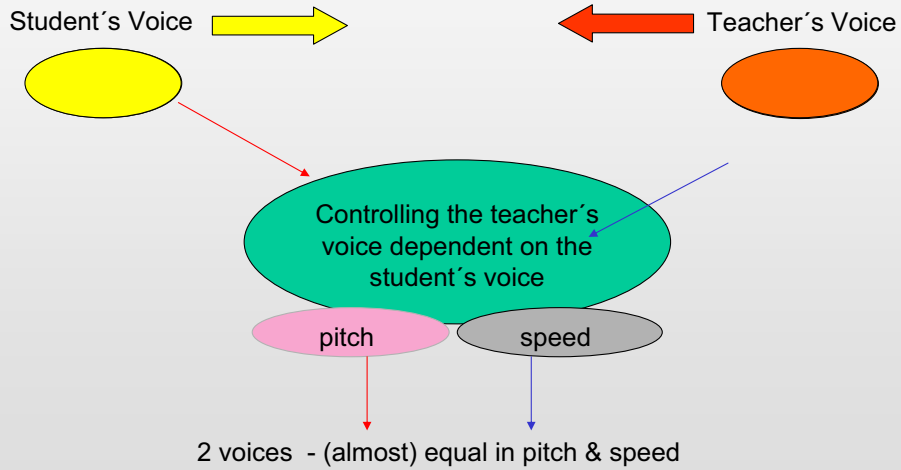 Student´s Voice
Teacher´s Voice
Controlling the teacher´s
voice dependent on the
student´s voice
pitch
speed
2 voices - (almost) equal in pitch & speed